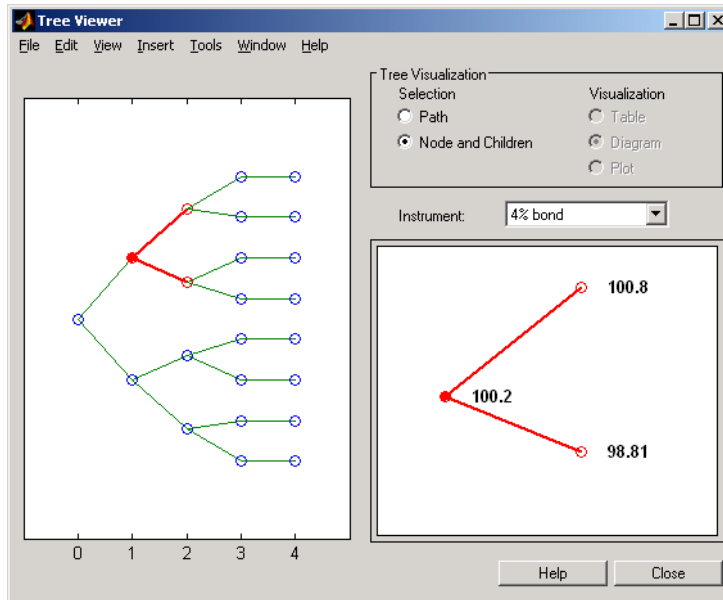 Tree Viewer
File Edit View Insert Tools Window Help
Tree Visualization
Selection
Path
Node and Children
Visualization
Table
Diagram
Plot
Instrument: 4% bond
100.8
100.2
98.81
0 1 2 3 4
Help Close